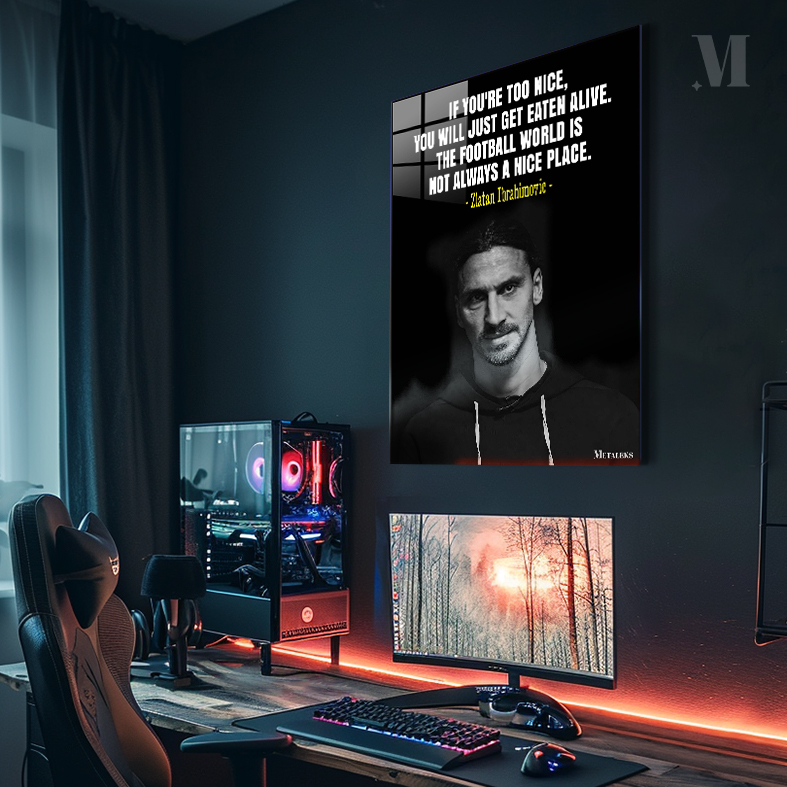 M
IF YOU'RE TOO NICE,
YOU WILL JUST GET EATEN ALIVE.
THE FOOTBALL WORLD IS
NOT ALWAYS A NICE PLACE.
- Zlatan Ibrahimovic -
METALEKS